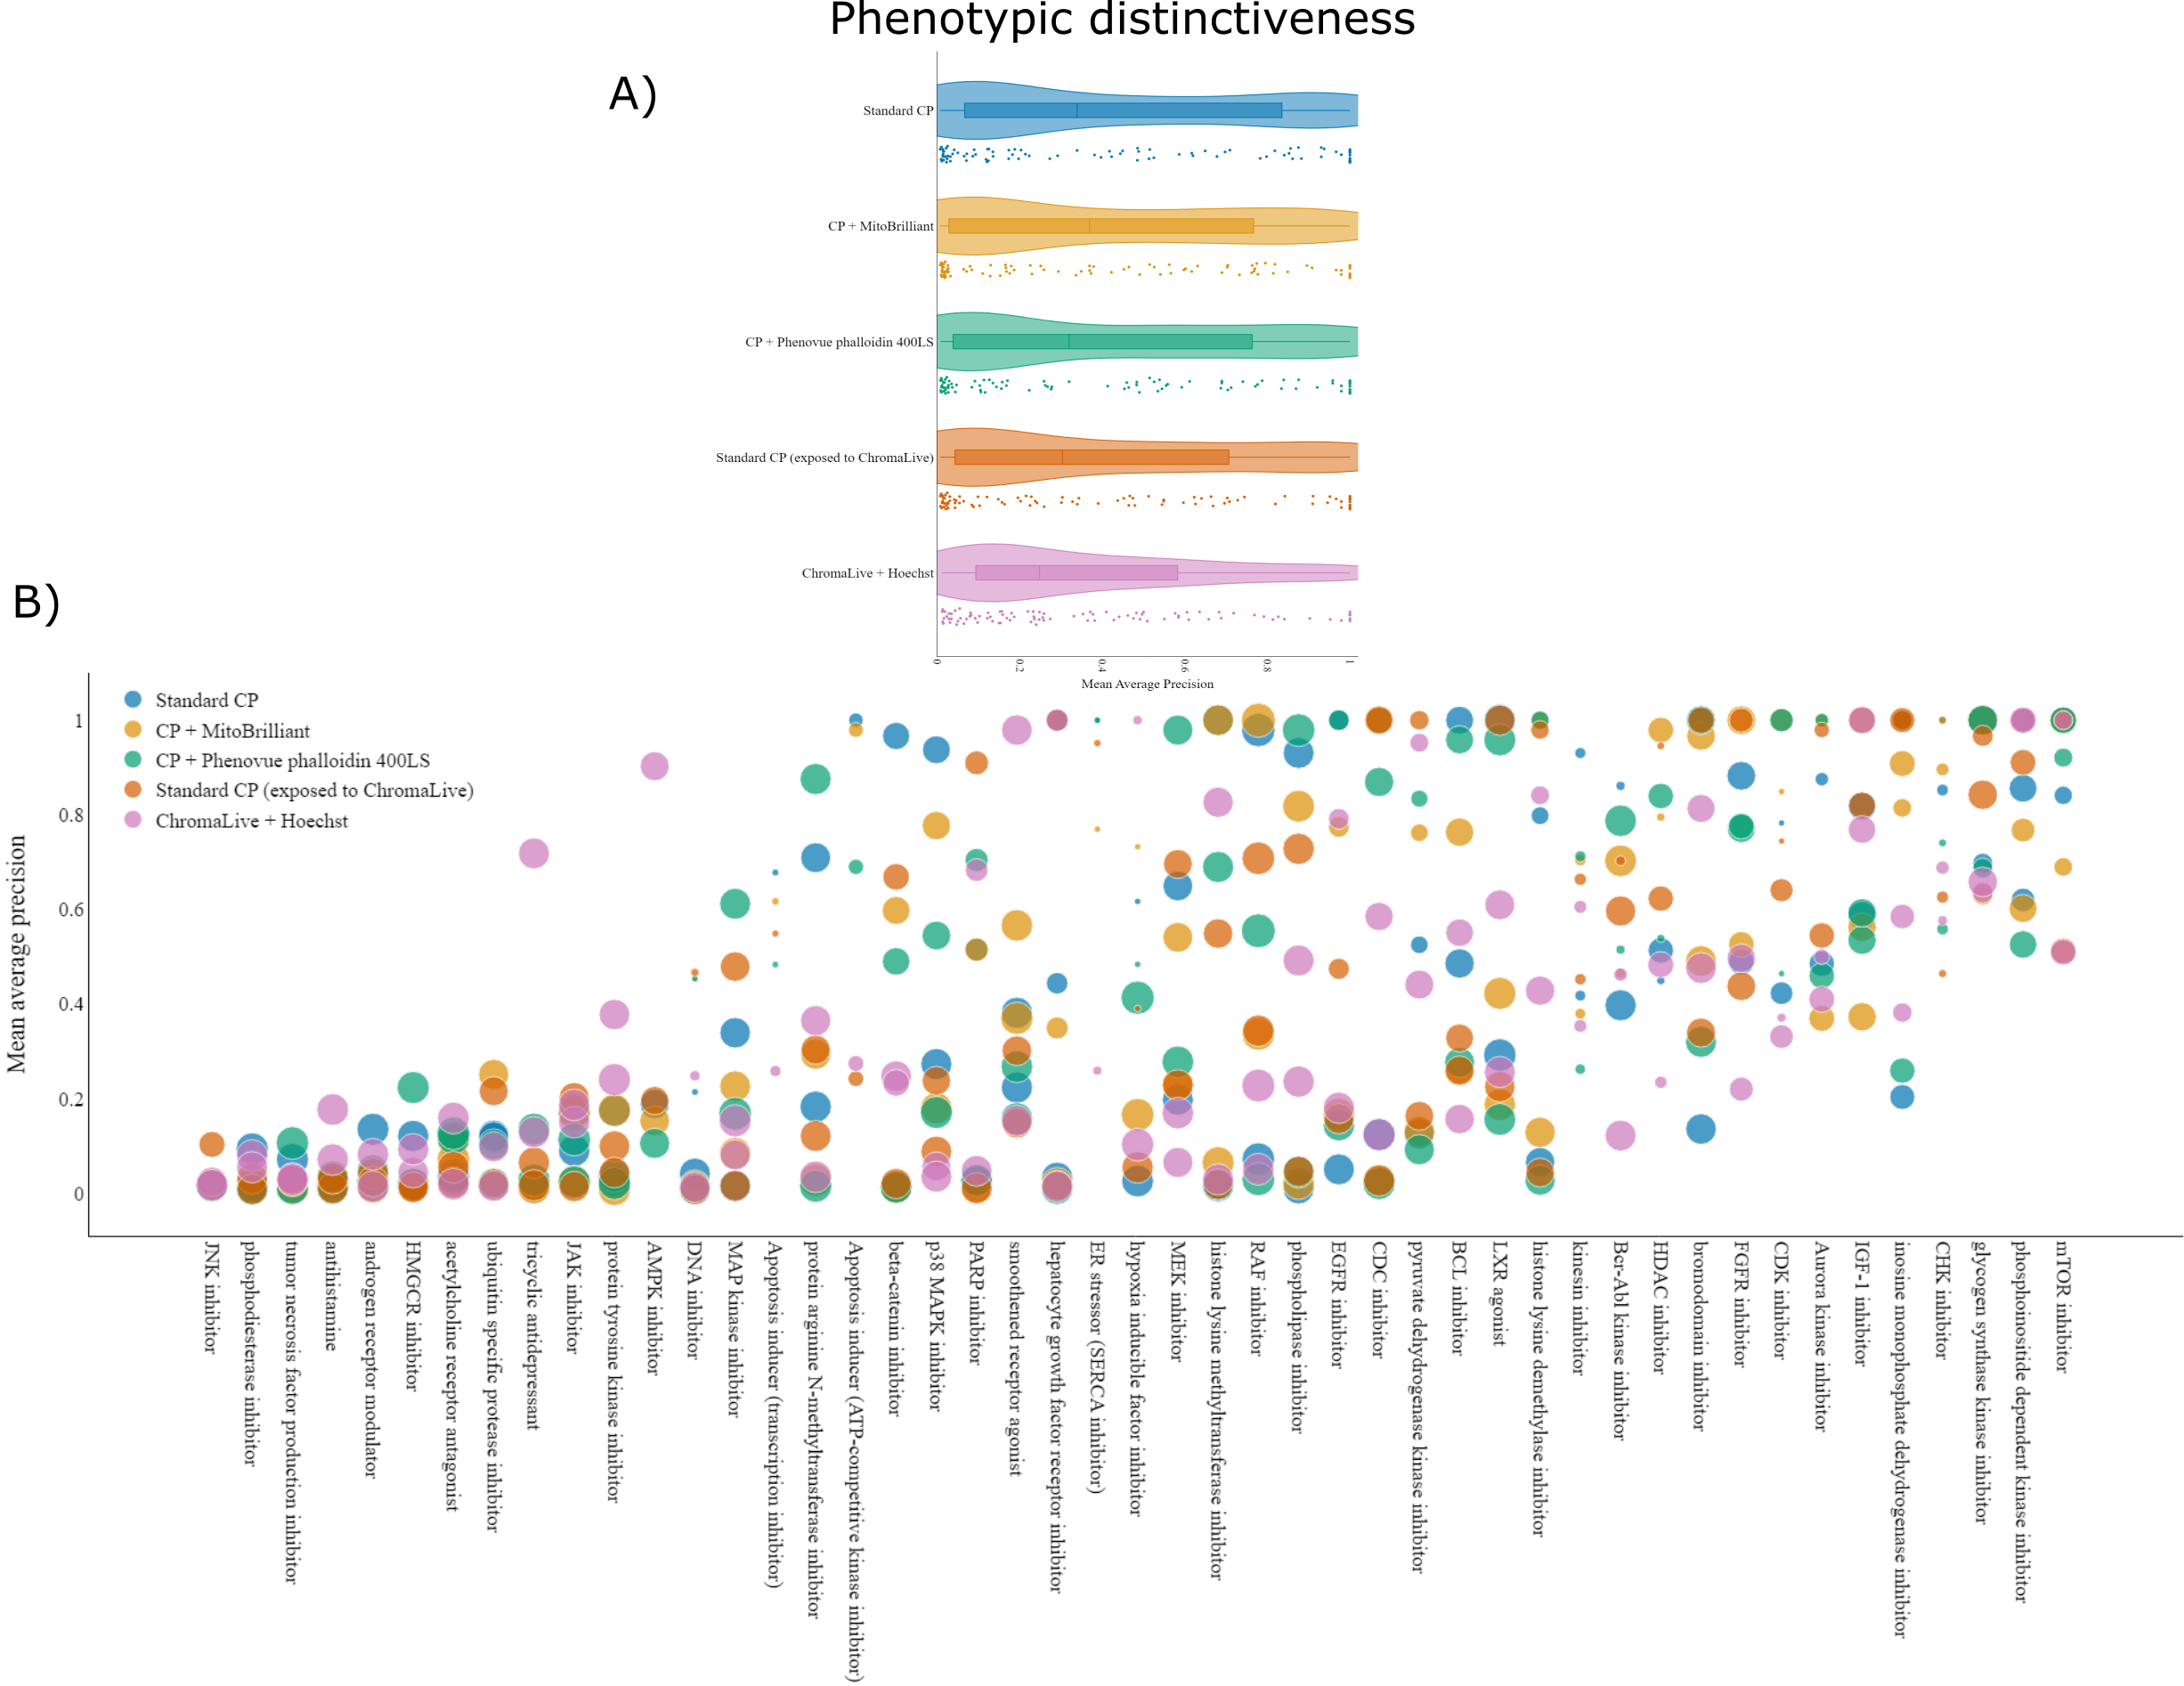 Phenotypic distinctiveness
A)
Standard CP
CP + MitoBrilliant
CP + Phenovue phalloidin 400LS
Standard CP (exposed to ChromaLive)
ChromaLive + Hoechst
0
0.2
0.4
0.6
0.8
1
Mean Average Precision
B)
Standard CP
CP + MitoBrilliant
CP + Phenovue phalloidin 400LS
Standard CP (exposed to ChromaLive)
ChromaLive + Hoechst
Mean average precision
1
0.8
0.6
0.4
0.2
0
JNK inhibitor
phosphodiesterase inhibitor
tumor necrosis factor production inhibitor
antihistamine
androgen receptor modulator
HMGCR inhibitor
acetylcholine receptor antagonist
ubiquitin specific protease inhibitor
tricyclic antidepressant
JAK inhibitor
protein tyrosine kinase inhibitor
AMPK inhibitor
DNA inhibitor
MAP kinase inhibitor
Apoptosis inducer (transcription inhibitor)
protein arginine N-methyltransferase inhibitor
Apoptosis inducer (ATP-competitive kinase inhibitor)
beta-catenin inhibitor
p38 MAPK inhibitor
PARP inhibitor
smoothened receptor agonist
hepatocyte growth factor receptor inhibitor
ER stressor (SERCA inhibitor)
hypoxia inducible factor inhibitor
MEK inhibitor
histone lysine methyltransferase inhibitor
RAF inhibitor
phospholipase inhibitor
EGFR inhibitor
CDC inhibitor
pyruvate dehydrogenase kinase inhibitor
BCL inhibitor
LXR agonist
histone lysine demethylase inhibitor
kinesin inhibitor
Bcr-Abl kinase inhibitor
HDAC inhibitor
bromodomain inhibitor
FGFR inhibitor
CDK inhibitor
Aurora kinase inhibitor
IGF-1 inhibitor
inosine monophosphate dehydrogenase inhibitor
CHK inhibitor
glycogen synthase kinase inhibitor
phosphoinositide dependent kinase inhibitor
mTOR inhibitor